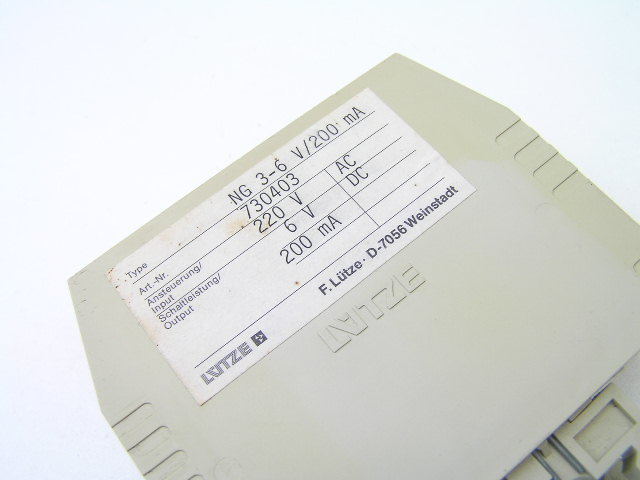 Type NG 3-6 V/200 mA
Art.-Nr. 730403
Ansteuerung/
Input 220 V AC
Schaltleistung/ 6 V DC
Output 200 mA
LÜTZE F. Lütze · D-7056 Weinstadt
LÜTZE